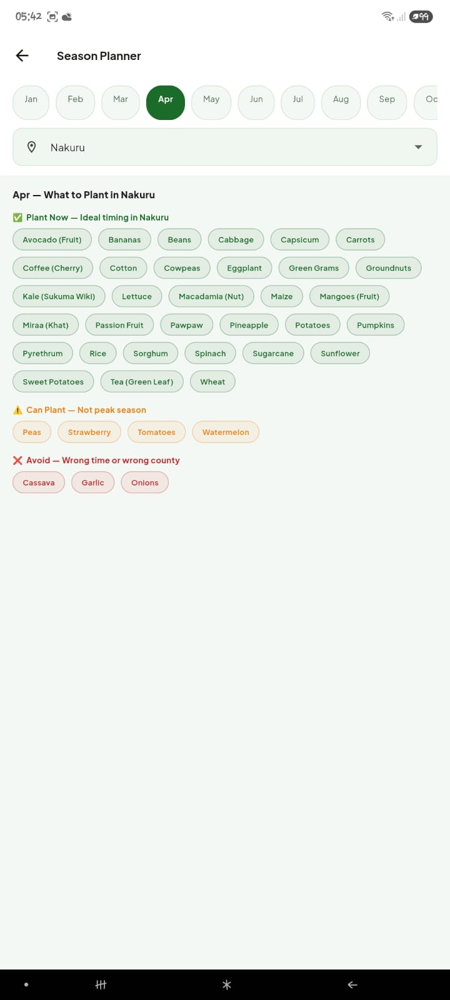 05:42
99
Season Planner
Jan Feb Mar Apr May Jun Jul Aug Sep Oc
Nakuru
Apr — What to Plant in Nakuru
✅ Plant Now — Ideal timing in Nakuru
Avocado (Fruit) Bananas Beans Cabbage Capsicum Carrots
Coffee (Cherry) Cotton Cowpeas Eggplant Green Grams Groundnuts
Kale (Sukuma Wiki) Lettuce Macadamia (Nut) Maize Mangoes (Fruit)
Miraa (Khat) Passion Fruit Pawpaw Pineapple Potatoes Pumpkins
Pyrethrum Rice Sorghum Spinach Sugarcane Sunflower
Sweet Potatoes Tea (Green Leaf) Wheat
⚠️ Can Plant — Not peak season
Peas Strawberry Tomatoes Watermelon
❌ Avoid — Wrong time or wrong county
Cassava Garlic Onions